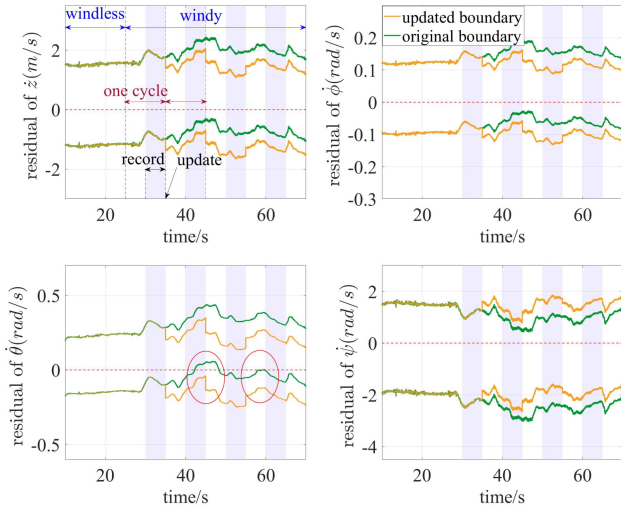 windless
windy
one cycle
record
update
2
0
-2
residual of ż(m/s)
20
40
60
time/s
updated boundary
original boundary
0.2
0.1
0
-0.1
-0.2
-0.3
residual of ϕ̇(rad/s)
20
40
60
time/s
0.5
0
-0.5
residual of θ̇(rad/s)
20
40
60
time/s
2
0
-2
-4
residual of ψ̇(rad/s)
20
40
60
time/s